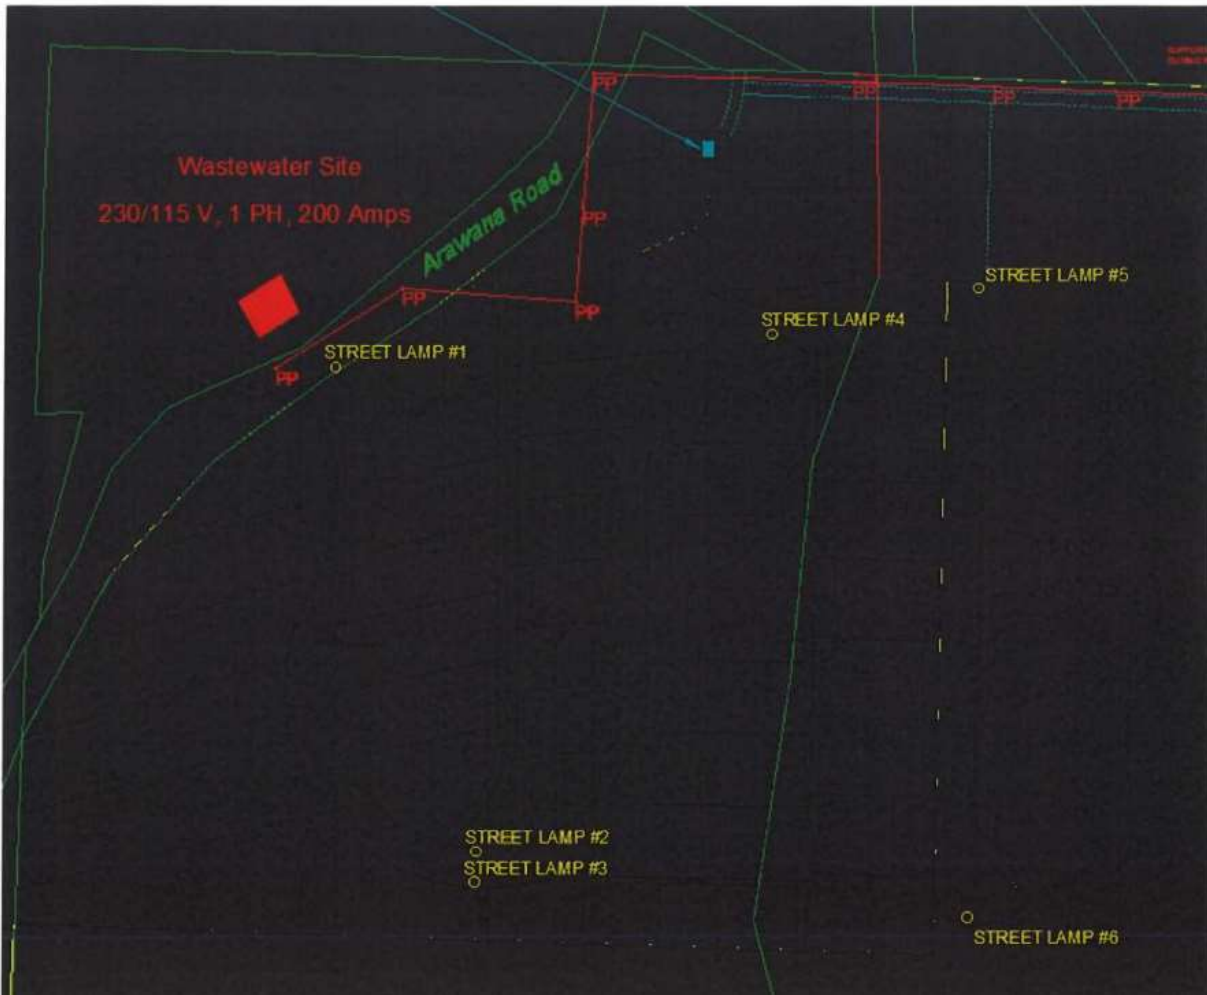 PP
PP
PP
PP
Wastewater Site
230/115 V, 1 PH, 200 Amps
Arawana Road
PP
PP
PP
STREET LAMP #5
STREET LAMP #4
STREET LAMP #1
PP
STREET LAMP #2
STREET LAMP #3
STREET LAMP #6